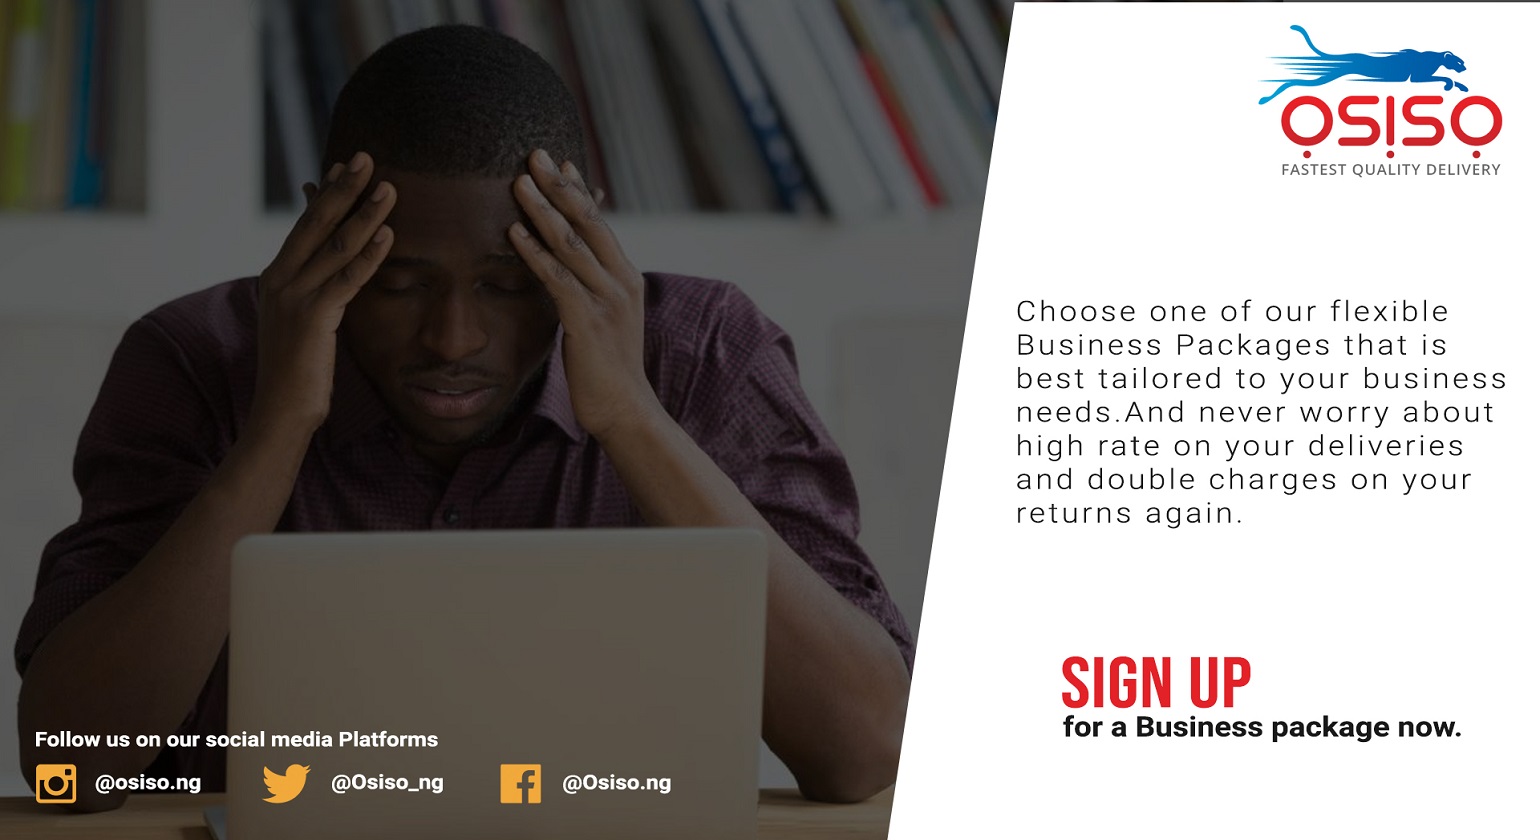 ỌSỊSỌ
FASTEST QUALITY DELIVERY
Choose one of our flexible
Business Packages that is
best tailored to your business
needs.And never worry about
high rate on your deliveries
and double charges on your
returns again.
SIGN UP
for a Business package now.
Follow us on our social media Platforms
@osiso.ng @Osiso_ng @Osiso.ng